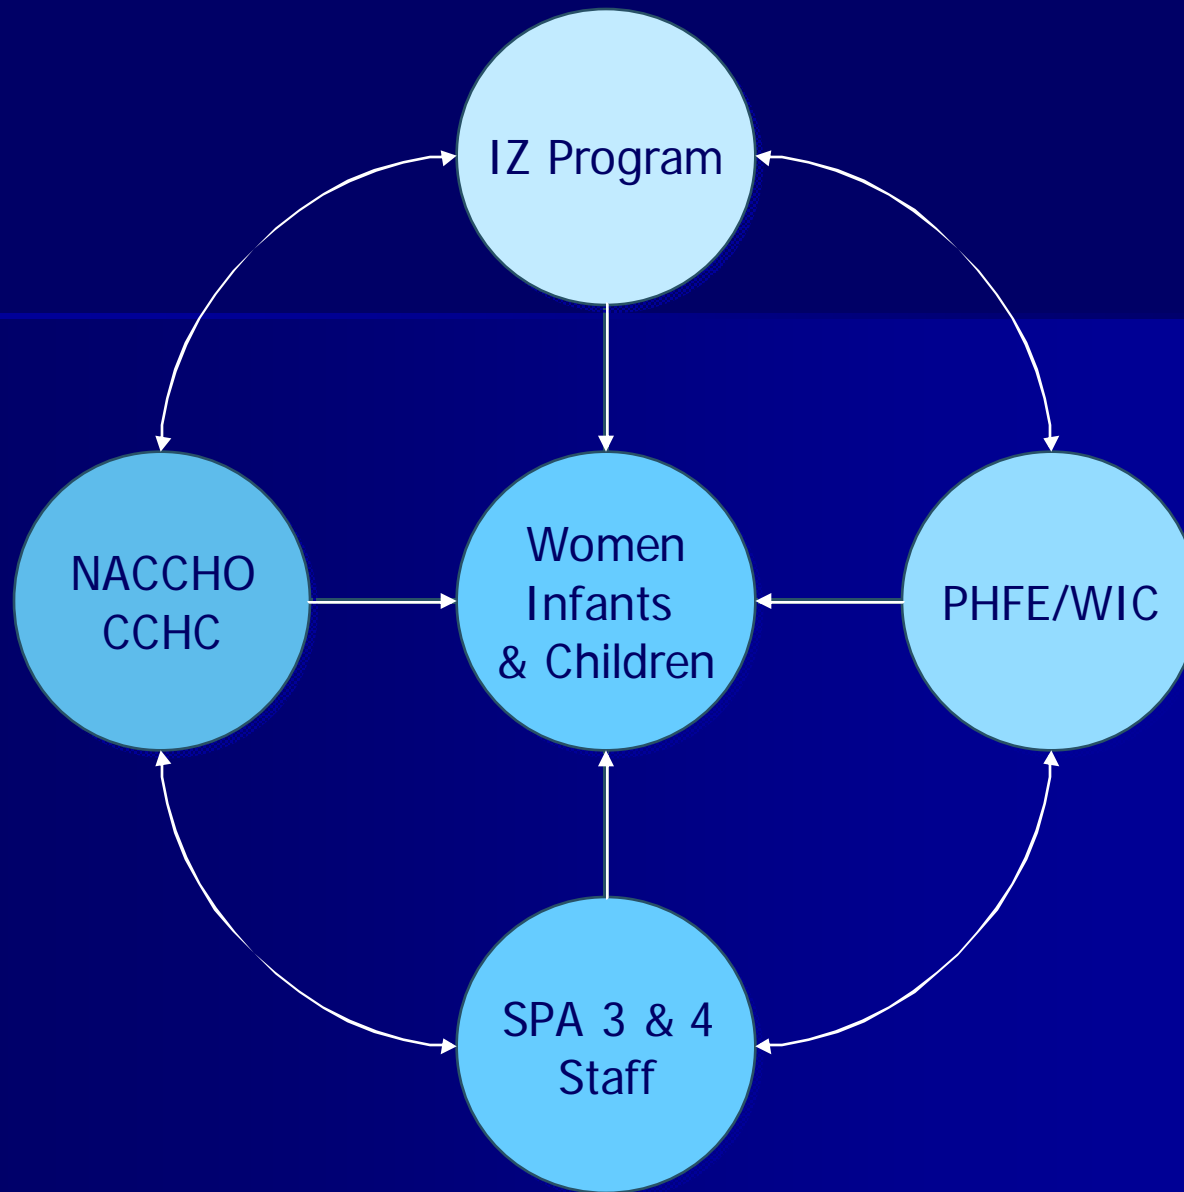 IZ Program
NACCHO
CCHC
Women
Infants
& Children
PHFE/WIC
SPA 3 & 4
Staff